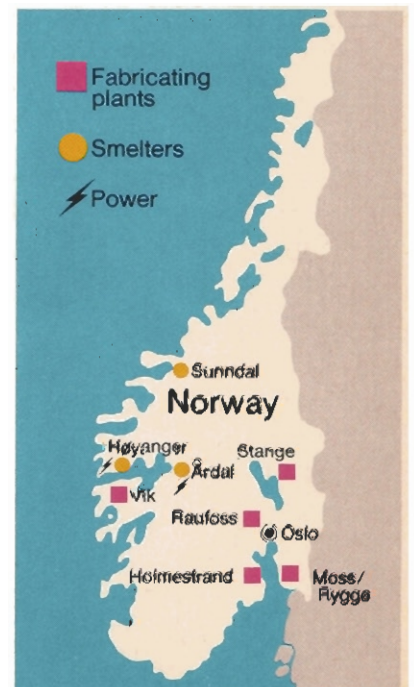 Fabricating
plants
Smelters
Power
Sunndal
Norway
Høyanger
Stange
Årdal
Vik
Raufoss
Oslo
Holmestrand
Moss/
Rygge